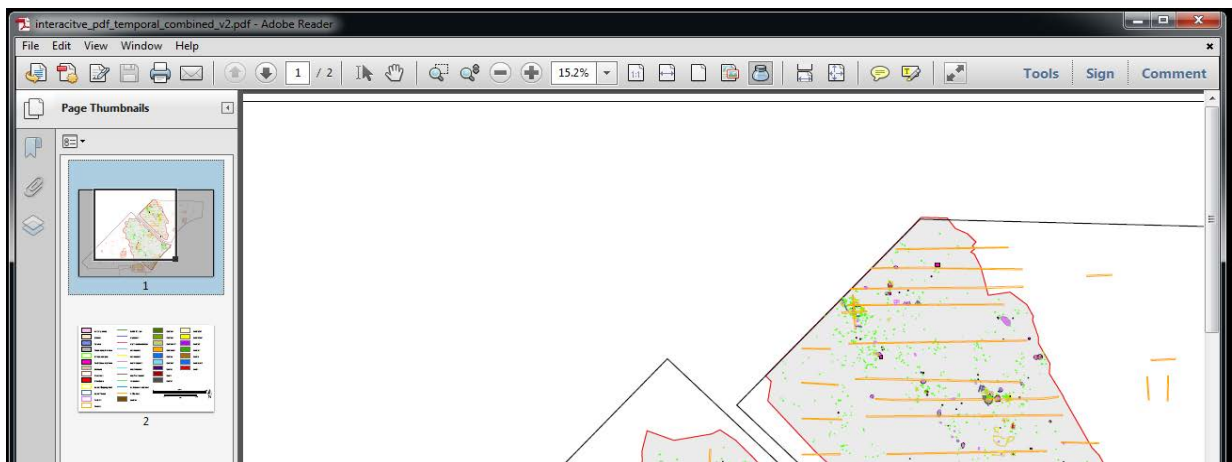 interacitve_pdf_temporal_combined_v2.pdf - Adobe Reader
File Edit View Window Help
1 / 2 15.2% Tools Sign Comment
Page Thumbnails
1
2